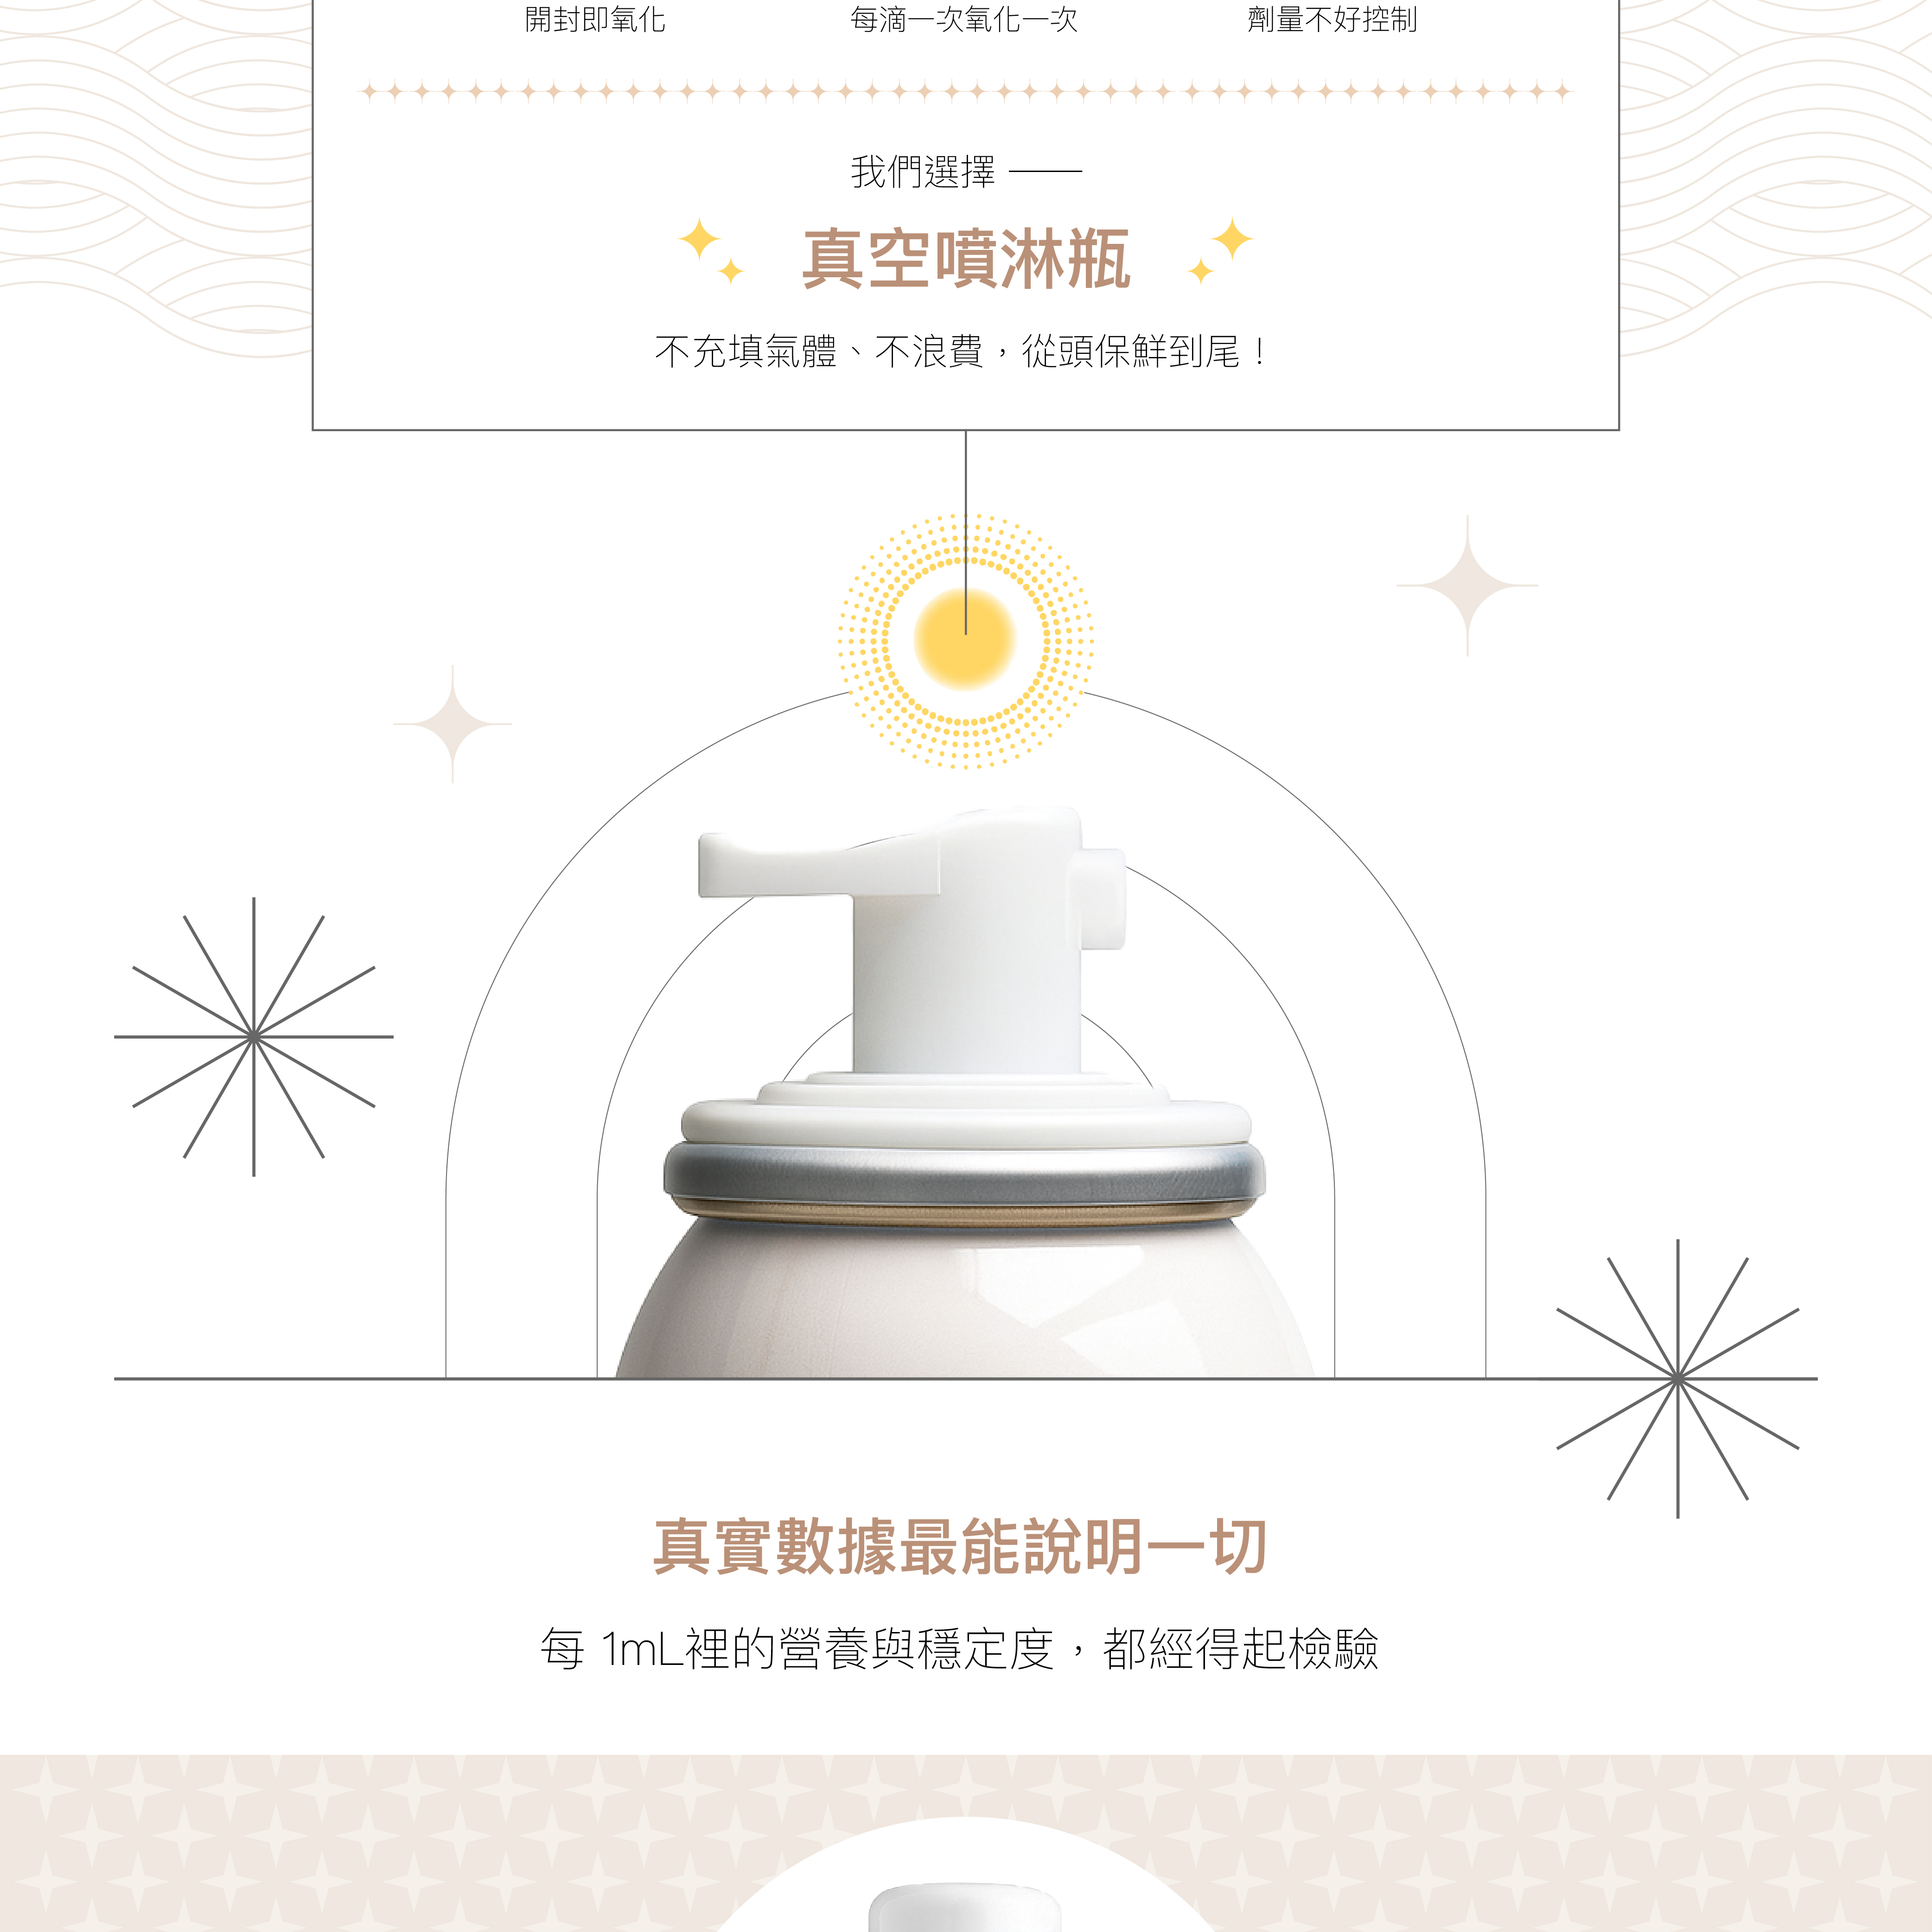 開封即氧化
每滴一次氧化一次
劑量不好控制
我們選擇 ——
真空噴淋瓶
不充填氣體、不浪費，從頭保鮮到尾！
真實數據最能說明一切
每 1mL裡的營養與穩定度，都經得起檢驗